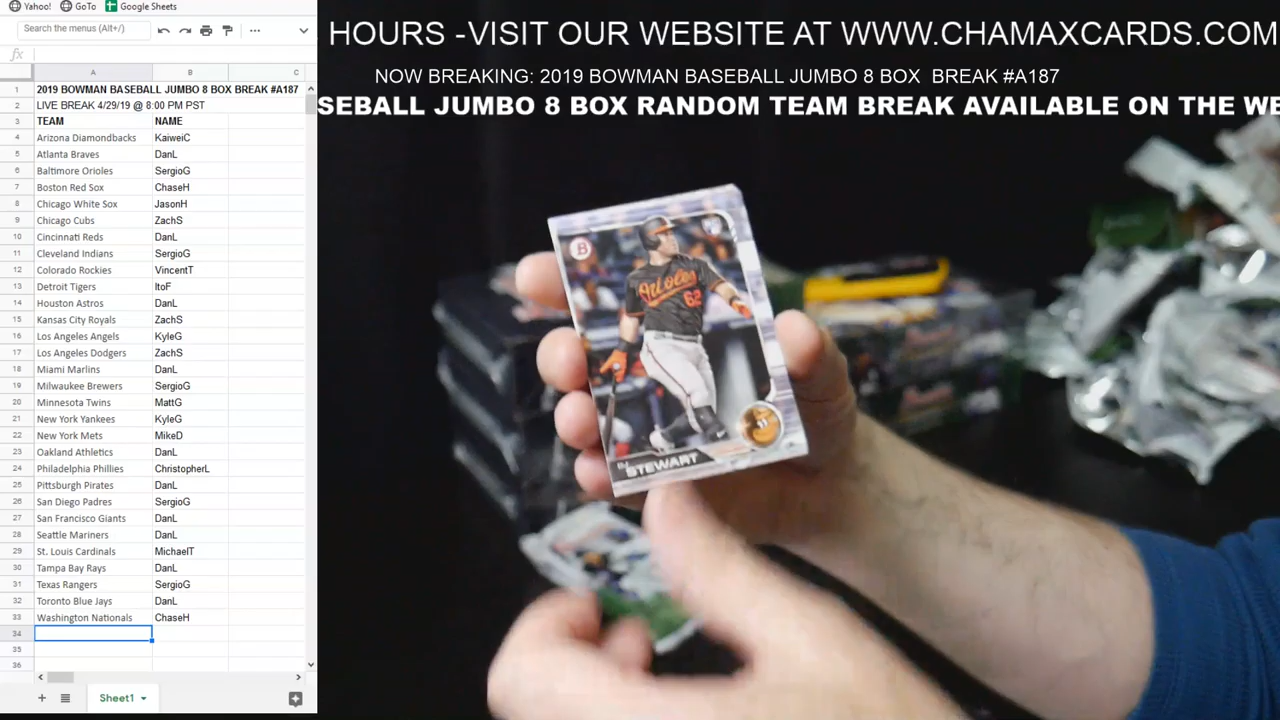 Yahoo! GoTo Google Sheets
Search the menus (Alt+/)
fx
A B C
1 2019 BOWMAN BASEBALL JUMBO 8 BOX BREAK #A187
2 LIVE BREAK 4/29/19 @ 8:00 PM PST
3 TEAM NAME
4 Arizona Diamondbacks KaiweiC
5 Atlanta Braves DanL
6 Baltimore Orioles SergioG
7 Boston Red Sox ChaseH
8 Chicago White Sox JasonH
9 Chicago Cubs ZachS
10 Cincinnati Reds DanL
11 Cleveland Indians SergioG
12 Colorado Rockies VincentT
13 Detroit Tigers ItoF
14 Houston Astros DanL
15 Kansas City Royals ZachS
16 Los Angeles Angels KyleG
17 Los Angeles Dodgers ZachS
18 Miami Marlins DanL
19 Milwaukee Brewers SergioG
20 Minnesota Twins MattG
21 New York Yankees KyleG
22 New York Mets MikeD
23 Oakland Athletics DanL
24 Philadelphia Phillies ChristopherL
25 Pittsburgh Pirates DanL
26 San Diego Padres SergioG
27 San Francisco Giants DanL
28 Seattle Mariners DanL
29 St. Louis Cardinals MichaelT
30 Tampa Bay Rays DanL
31 Texas Rangers SergioG
32 Toronto Blue Jays DanL
33 Washington Nationals ChaseH
34
35
36
Sheet1
HOURS -VISIT OUR WEBSITE AT WWW.CHAMAXCARDS.COM
NOW BREAKING: 2019 BOWMAN BASEBALL JUMBO 8 BOX BREAK #A187
SEBALL JUMBO 8 BOX RANDOM TEAM BREAK AVAILABLE ON THE WE
B
Orioles
62
STEWART